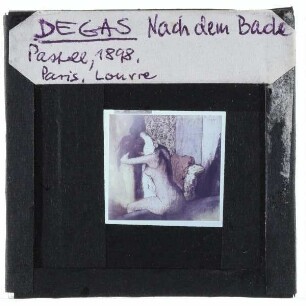 DEGAS Nach dem Bade
Pastell, 1898.
Paris, Louvre